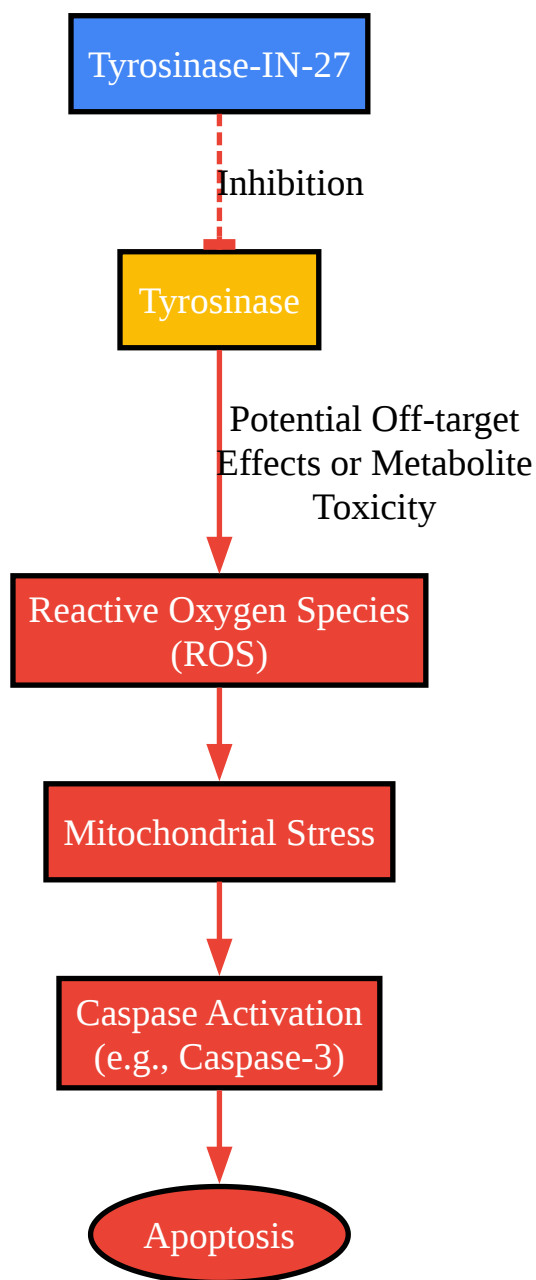 Tyrosinase-IN-27
Inhibition
Tyrosinase
Potential Off-target
Effects or Metabolite
Toxicity
Reactive Oxygen Species
(ROS)
Mitochondrial Stress
Caspase Activation
(e.g., Caspase-3)
Apoptosis